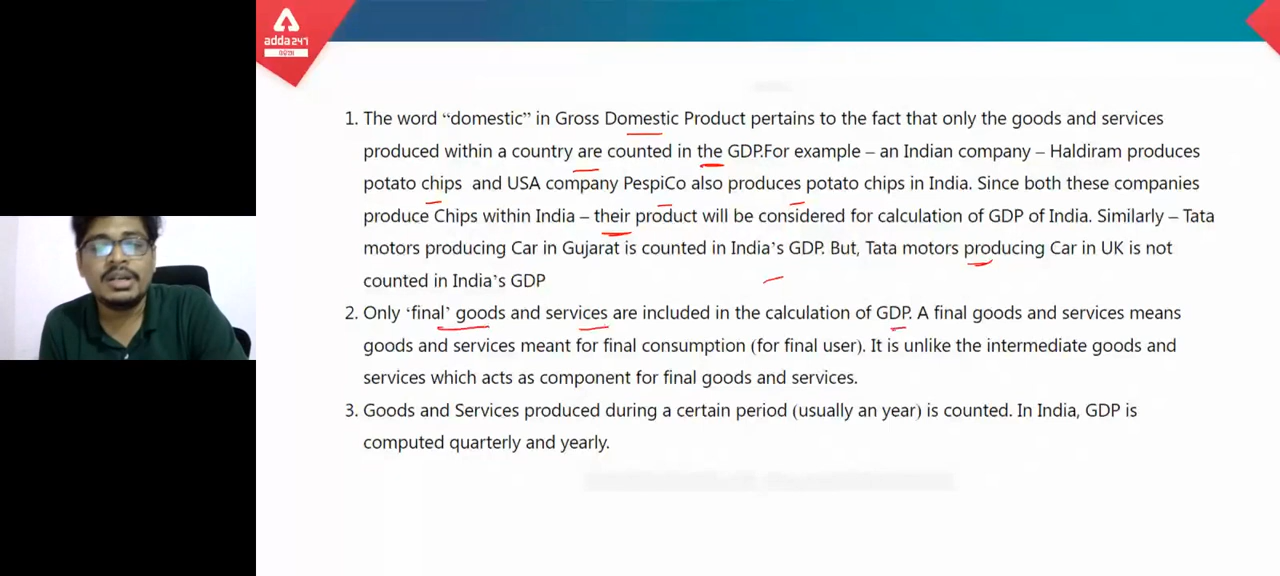 adda247
ଓଡ଼ିଆ
1. The word “domestic” in Gross Domestic Product pertains to the fact that only the goods and services
produced within a country are counted in the GDP.For example – an Indian company – Haldiram produces
potato chips and USA company PespiCo also produces potato chips in India. Since both these companies
produce Chips within India – their product will be considered for calculation of GDP of India. Similarly – Tata
motors producing Car in Gujarat is counted in India’s GDP. But, Tata motors producing Car in UK is not
counted in India’s GDP
2. Only ‘final’ goods and services are included in the calculation of GDP. A final goods and services means
goods and services meant for final consumption (for final user). It is unlike the intermediate goods and
services which acts as component for final goods and services.
3. Goods and Services produced during a certain period (usually an year) is counted. In India, GDP is
computed quarterly and yearly.